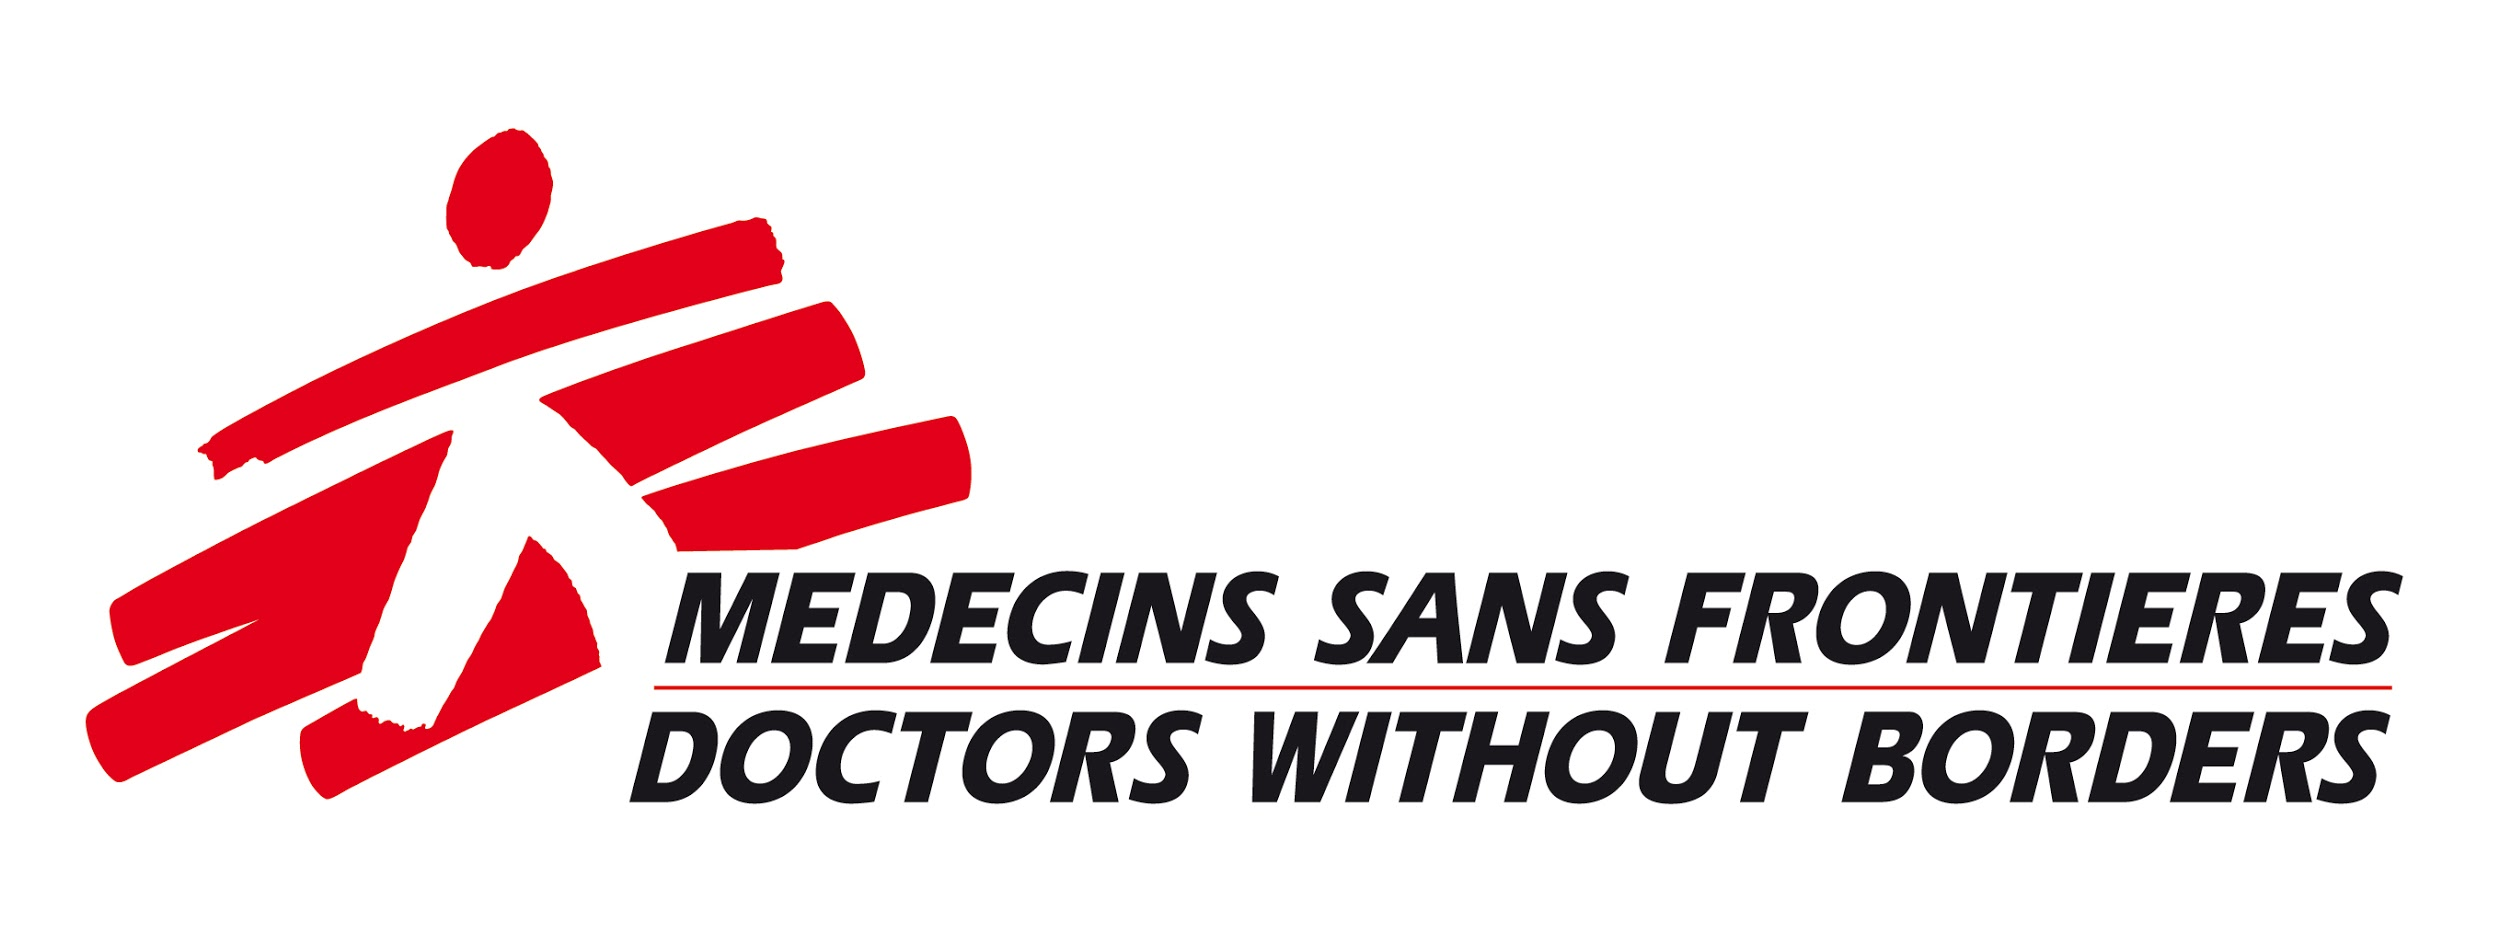 MEDECINS SANS FRONTIERES
DOCTORS WITHOUT BORDERS